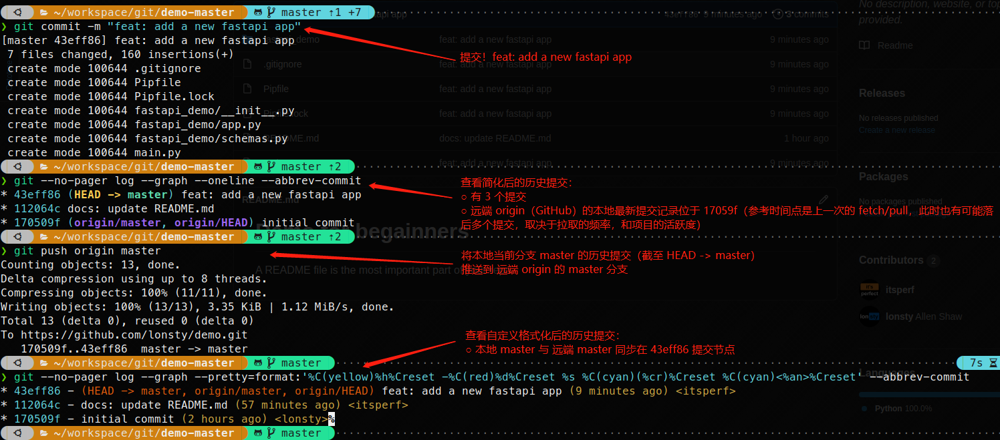 ~/workspace/git/demo-master master ⇡1 +7
❯ git commit -m "feat: add a new fastapi app"
[master 43eff86] feat: add a new fastapi app
7 files changed, 160 insertions(+)
create mode 100644 .gitignore
create mode 100644 Pipfile
create mode 100644 Pipfile.lock
create mode 100644 fastapi_demo/__init__.py
create mode 100644 fastapi_demo/app.py
create mode 100644 fastapi_demo/schemas.py
create mode 100644 main.py
提交！feat: add a new fastapi app
~/workspace/git/demo-master master ⇡2
❯ git --no-pager log --graph --oneline --abbrev-commit
* 43eff86 (HEAD -> master) feat: add a new fastapi app
* 112064c docs: update README.md
* 170509f (origin/master, origin/HEAD) initial commit
查看简化后的历史提交：
○ 有 3 个提交
○ 远端 origin（GitHub）的本地最新提交记录位于 17059f（参考时间点是上一次的 fetch/pull，此时也有可能落
后多个提交，取决于拉取的频率，和项目的活跃度）
~/workspace/git/demo-master master ⇡2
❯ git push origin master
Counting objects: 13, done.
Delta compression using up to 8 threads.
Compressing objects: 100% (11/11), done.
Writing objects: 100% (13/13), 3.35 KiB | 1.12 MiB/s, done.
Total 13 (delta 0), reused 0 (delta 0)
To https://github.com/lonsty/demo.git
170509f..43eff86 master -> master
将本地当前分支 master 的历史提交（截至 HEAD -> master）
推送到 远端 origin 的 master 分支
查看自定义格式化后的历史提交：
○ 本地 master 与 远端 master 同步在 43eff86 提交节点
~/workspace/git/demo-master master 7s
❯ git --no-pager log --graph --pretty=format:'%C(yellow)%h%Creset -%C(red)%d%Creset %s %C(cyan)(%cr)%Creset %C(cyan)<%an>%Creset' --abbrev-commit
* 43eff86 - (HEAD -> master, origin/master, origin/HEAD) feat: add a new fastapi app (9 minutes ago) <itsperf>
* 112064c - docs: update README.md (57 minutes ago) <itsperf>
* 170509f - initial commit (2 hours ago) <lonsty>%
~/workspace/git/demo-master master
43eff86 9 minutes ago 3 commits
feat: add a new fastapi app 9 minutes ago
.gitignore feat: add a new fastapi app 9 minutes ago
Pipfile feat: add a new fastapi app 9 minutes ago
feat: add a new fastapi app 9 minutes ago
README.md docs: update README.md 1 hour ago
feat: add a new fastapi app 9 minutes ago
README.md
begainners
A README file is the most important part of
No description, website, or top
provided.
Readme
Releases
No releases published
Create a new release
Packages
No packages published
Contributors 2
it's perfect
itsperf
lonsty
lonsty Allen Shaw
Languages
Python 100.0%